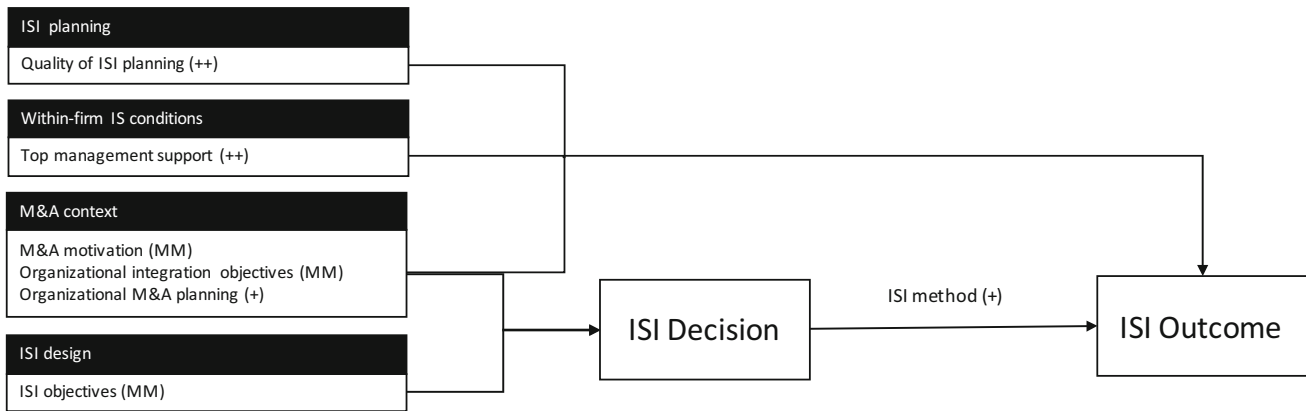 ISI planning
Quality of ISI planning (++)
Within-firm IS conditions
Top management support (++)
M&A context
M&A motivation (MM)
Organizational integration objectives (MM)
Organizational M&A planning (+)
ISI design
ISI objectives (MM)
ISI Decision
ISI method (+)
ISI Outcome